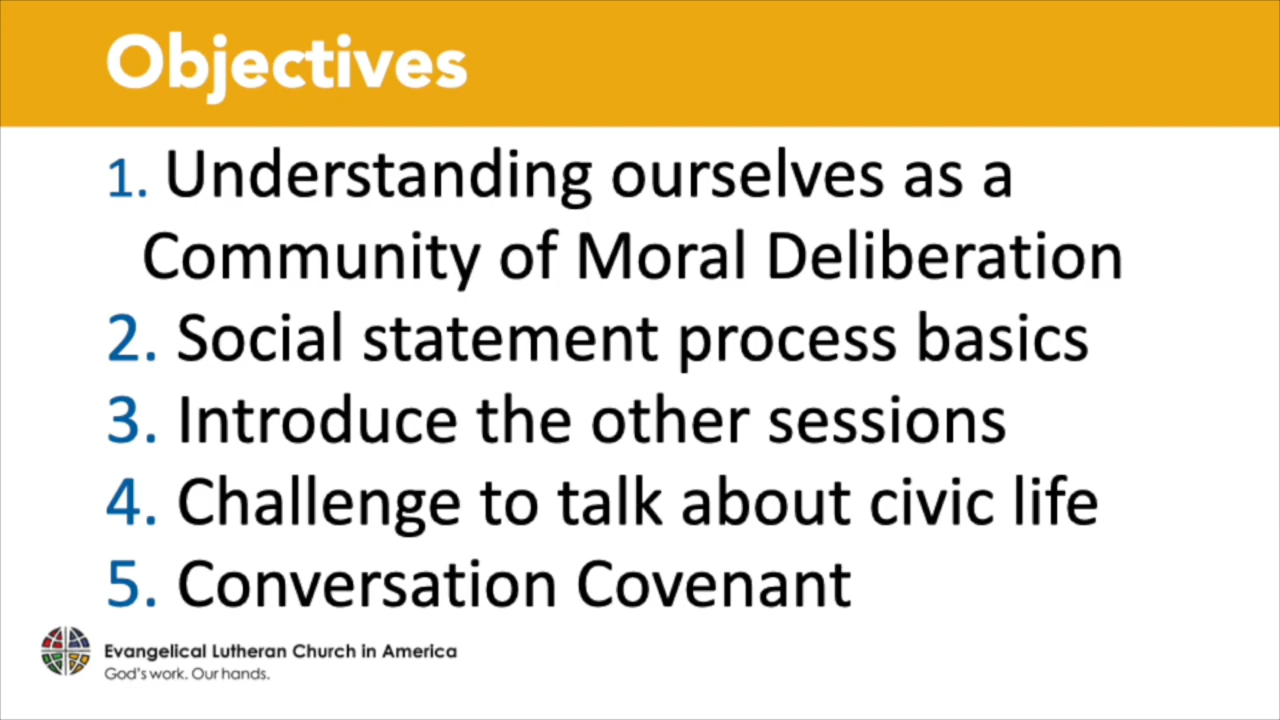 Objectives
1. Understanding ourselves as a
Community of Moral Deliberation
2. Social statement process basics
3. Introduce the other sessions
4. Challenge to talk about civic life
5. Conversation Covenant
Evangelical Lutheran Church in America
God's work. Our hands.